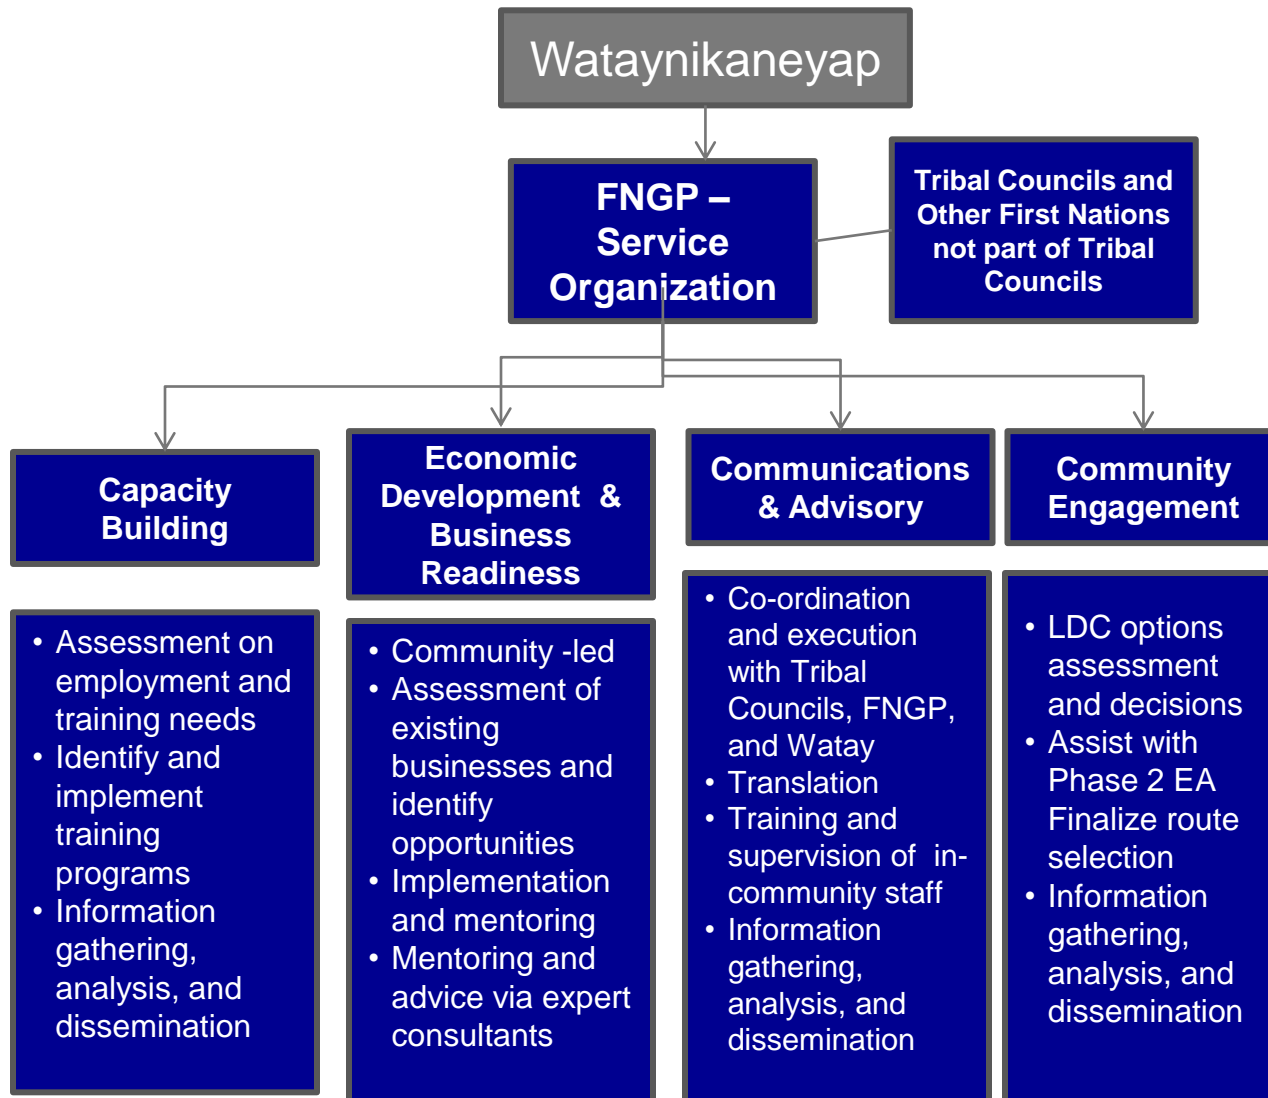 Wataynikaneyap
FNGP –
Service
Organization
Tribal Councils and
Other First Nations
not part of Tribal
Councils
Capacity
Building
Economic
Development  &
Business
Readiness
Communications
& Advisory
Community
Engagement
• Assessment on
employment and
training needs
• Identify and
implement
training
programs
• Information
gathering,
analysis, and
dissemination
• Community -led
• Assessment of
existing
businesses and
identify
opportunities
• Implementation
and mentoring
• Mentoring and
advice via expert
consultants
• Co-ordination
and execution
with Tribal
Councils, FNGP,
and Watay
• Translation
• Training and
supervision of  in-
community staff
• Information
gathering,
analysis, and
dissemination
• LDC options
assessment
and decisions
• Assist with
Phase 2 EA
Finalize route
selection
• Information
gathering,
analysis, and
dissemination